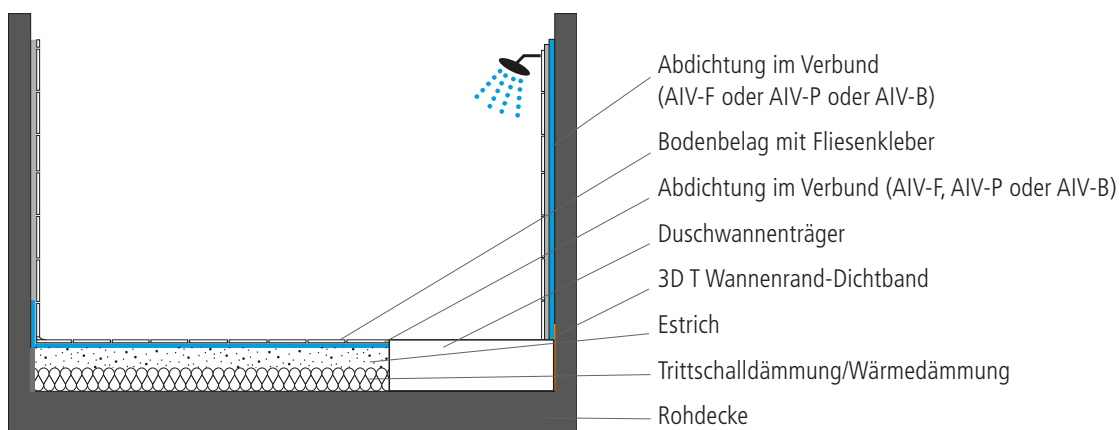 Abdichtung im Verbund
(AIV-F oder AIV-P oder AIV-B)
Bodenbelag mit Fliesenkleber
Abdichtung im Verbund (AIV-F, AIV-P oder AIV-B)
Duschwannenträger
3D T Wannenrand-Dichtband
Estrich
Trittschalldämmung/Wärmedämmung
Rohdecke